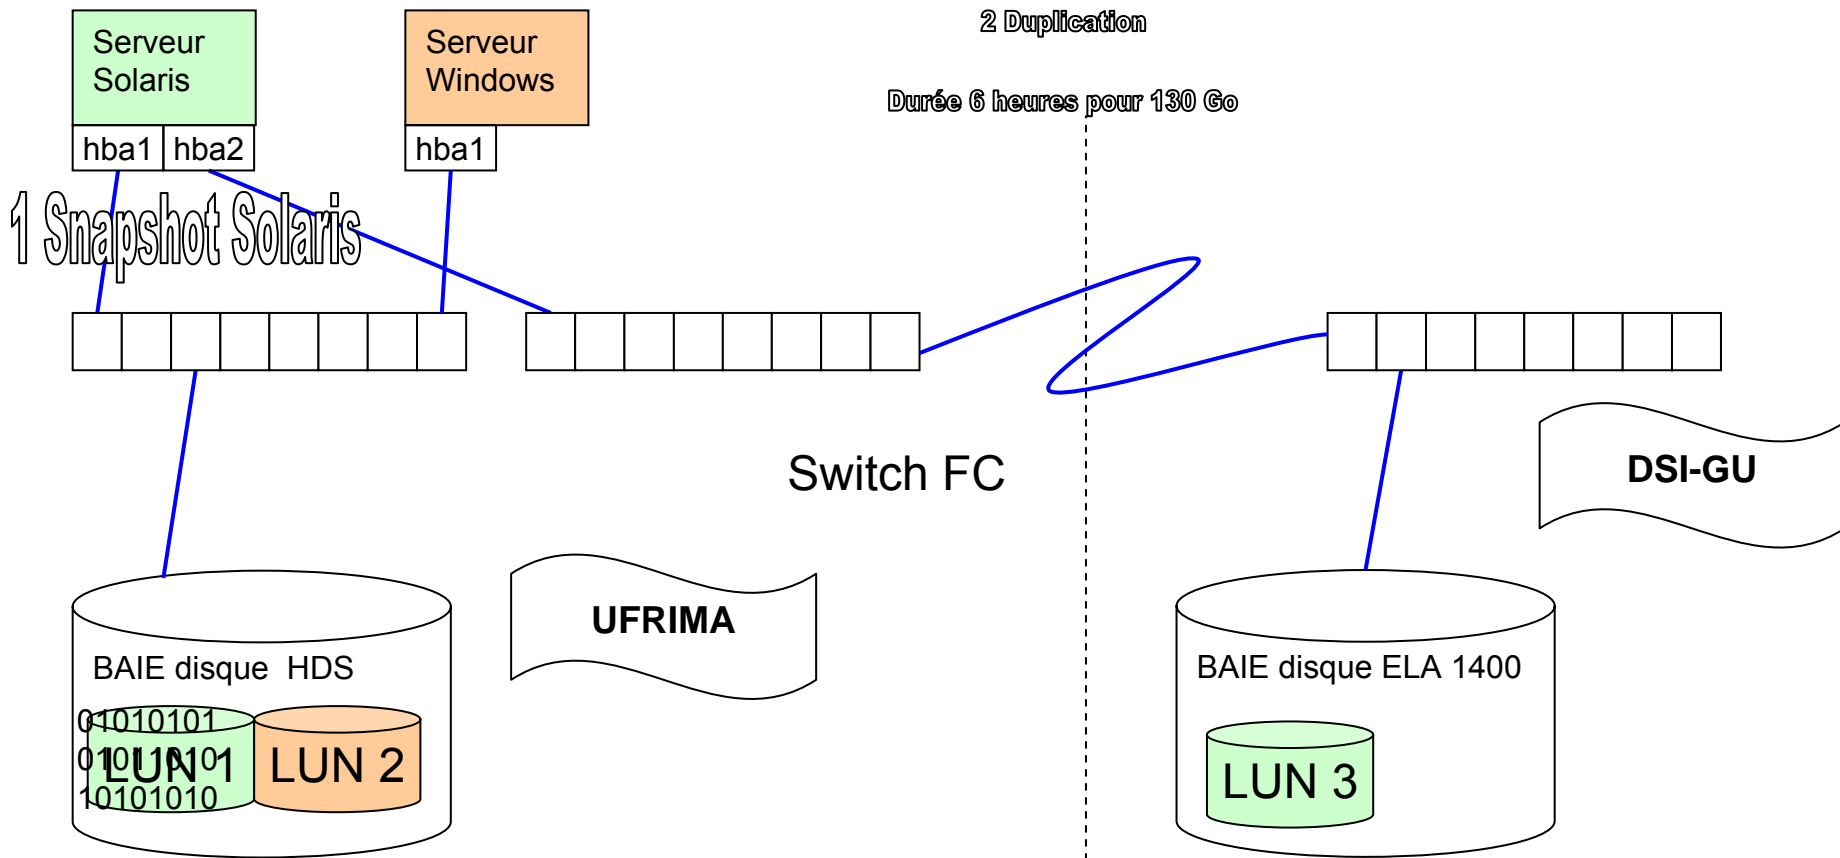 Serveur
Solaris
hba1 hba2
Serveur
Windows
hba1
2 Duplication
Durée 6 heures pour 130 Go
1 Snapshot Solaris
Switch FC
DSI-GU
UFRIMA
BAIE disque HDS
01010101
01011010
10101010
LUN 1
LUN 2
BAIE disque ELA 1400
LUN 3